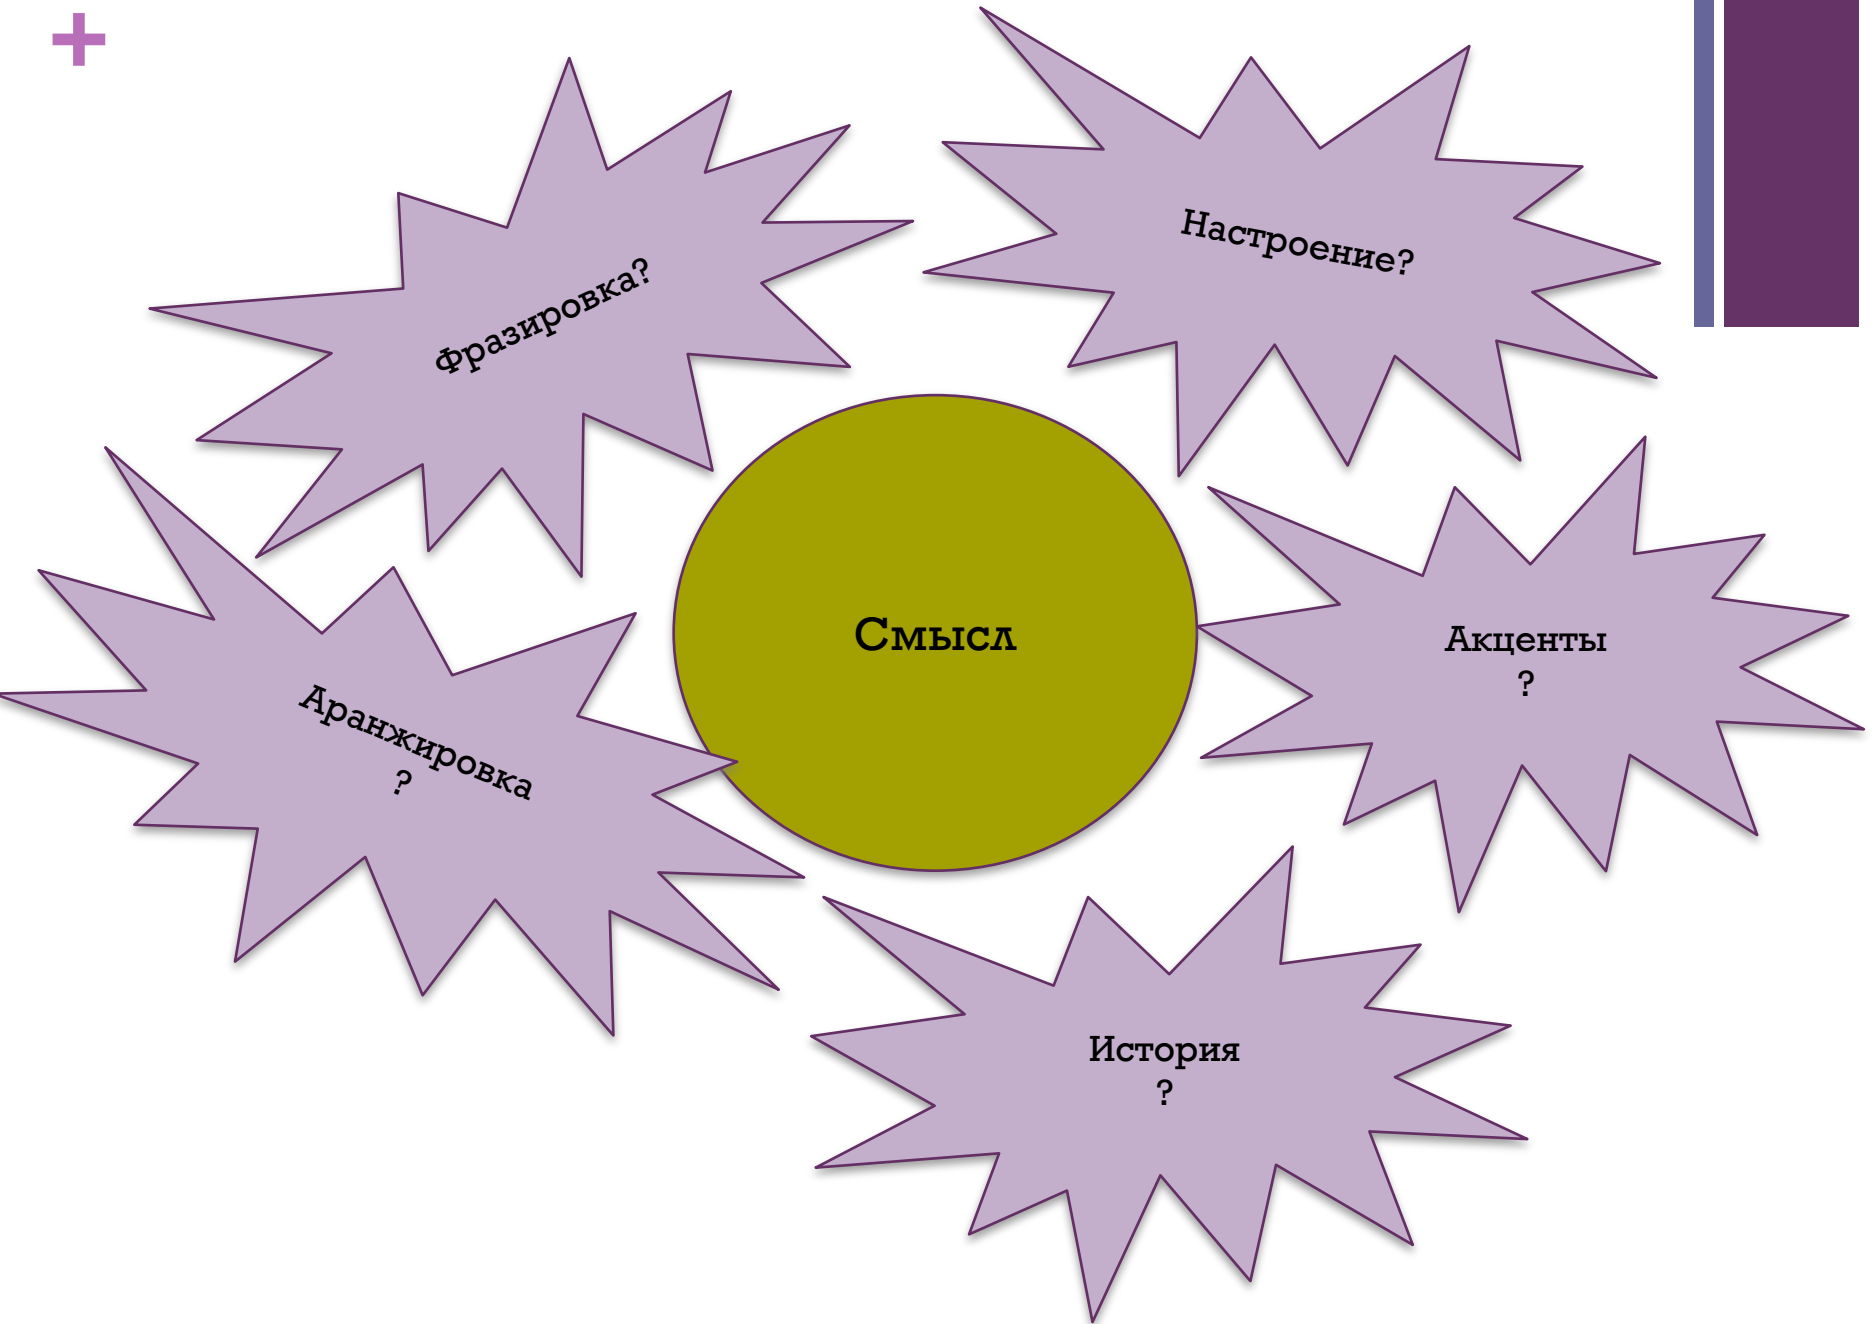 +
Фразировка?
Настроение?
Смысл
Акценты
?
Аранжировка
?
История
?